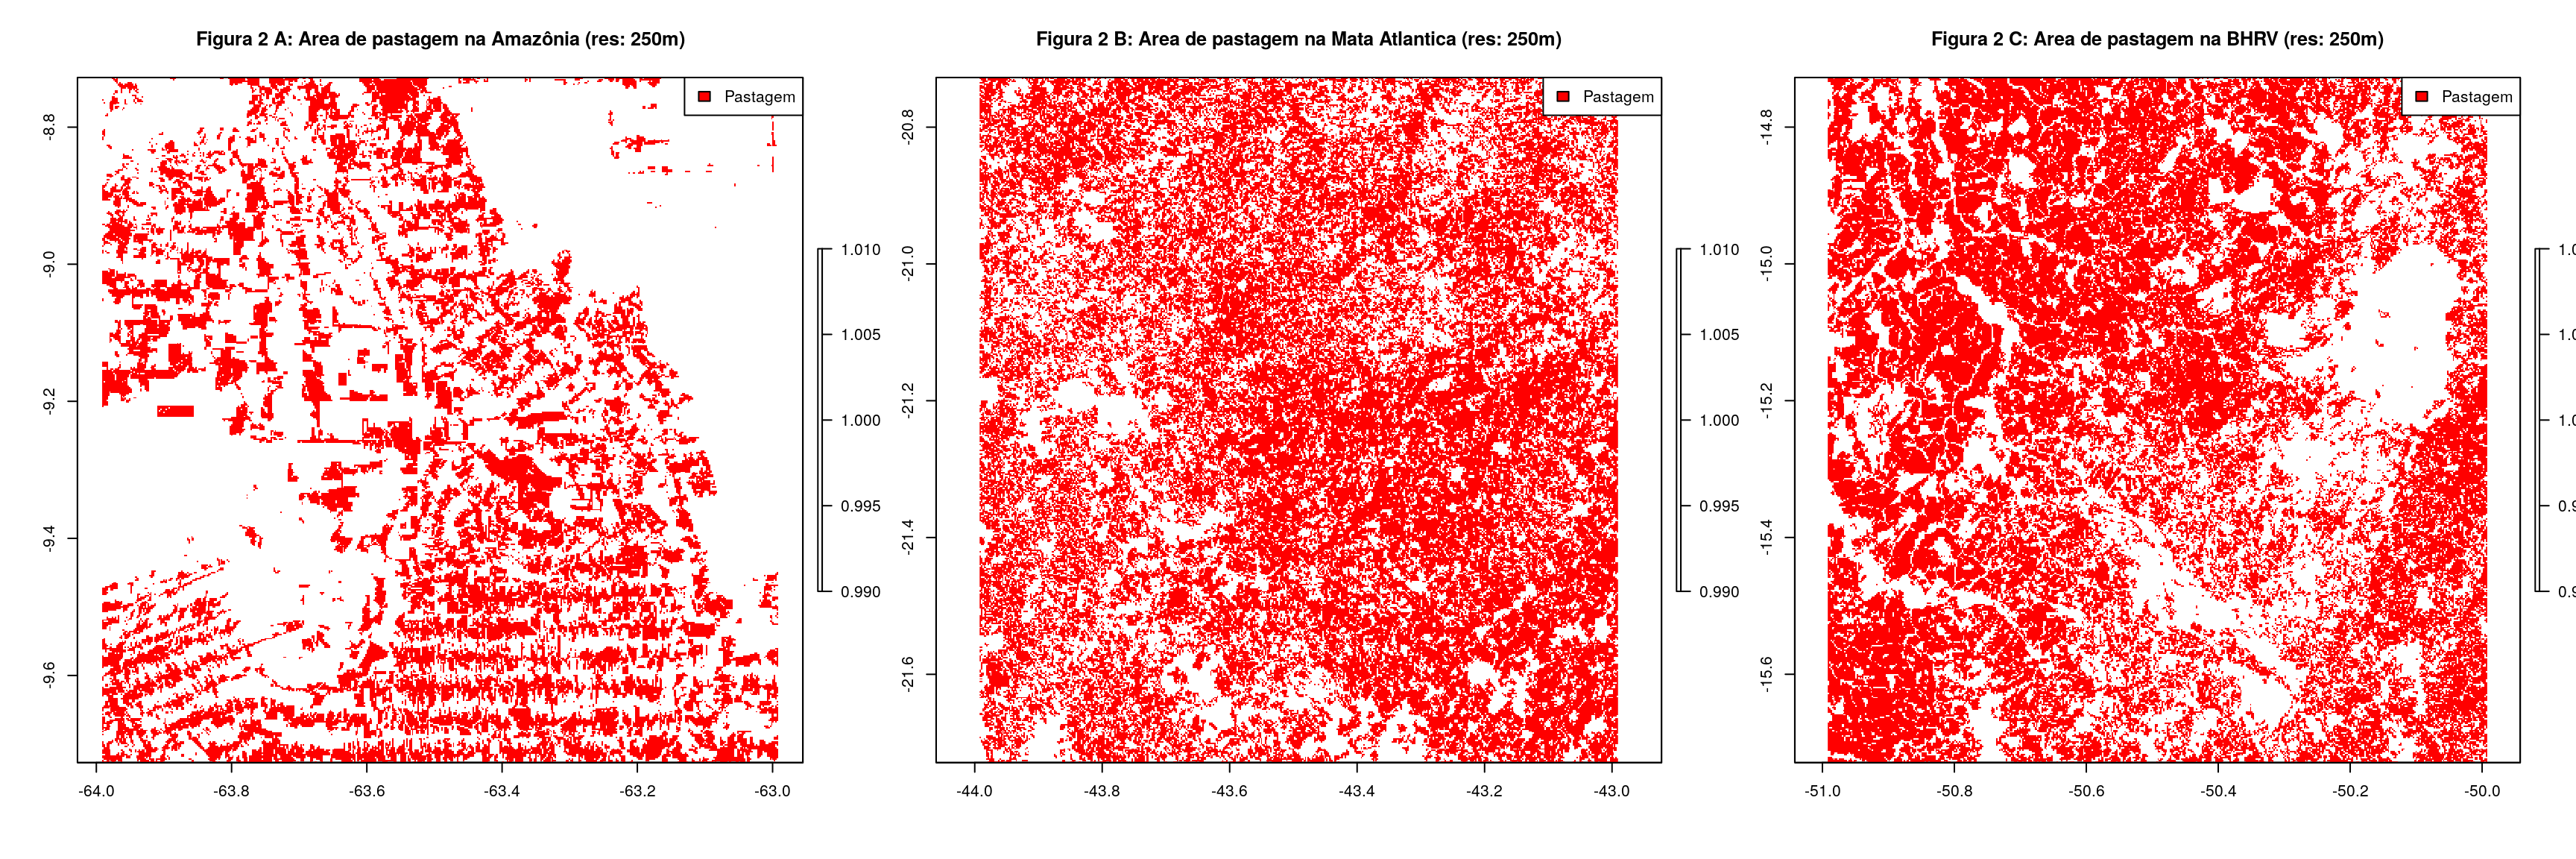 Figura 2 A: Area de pastagem na Amazônia (res: 250m)
Pastagem
-8.8
-9.0
-9.2
-9.4
-9.6
-64.0 -63.8 -63.6 -63.4 -63.2 -63.0
1.010
1.005
1.000
0.995
0.990
Figura 2 B: Area de pastagem na Mata Atlantica (res: 250m)
Pastagem
-20.8
-21.0
-21.2
-21.4
-21.6
-44.0 -43.8 -43.6 -43.4 -43.2 -43.0
1.010
1.005
1.000
0.995
0.990
Figura 2 C: Area de pastagem na BHRV (res: 250m)
Pastagem
-14.8
-15.0
-15.2
-15.4
-15.6
-51.0 -50.8 -50.6 -50.4 -50.2 -50.0